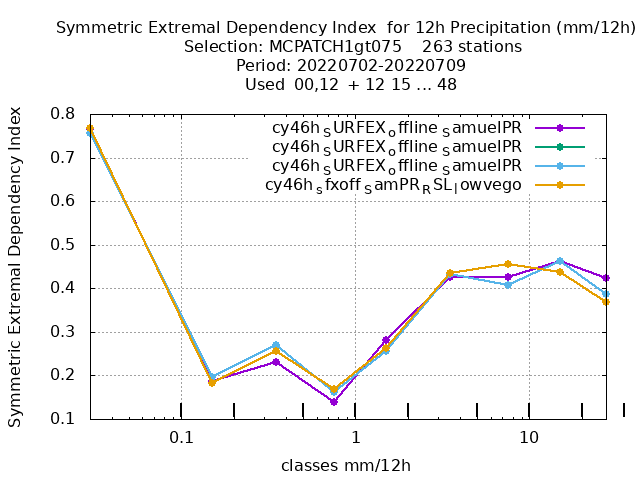 Symmetric Extremal Dependency Index  for 12h Precipitation (mm/12h)
Selection: MCPATCH1gt075    263 stations
Period: 20220702-20220709
Used  00,12  + 12 15 ... 48
Symmetric Extremal Dependency Index
0.8
0.7
0.6
0.5
0.4
0.3
0.2
0.1
cy46h_SURFEX_offline_SamuelPR
cy46h_SURFEX_offline_SamuelPR
cy46h_SURFEX_offline_SamuelPR
cy46h_sfxoff_SamPR_RSL_lowvego
0.1
1
10
classes mm/12h